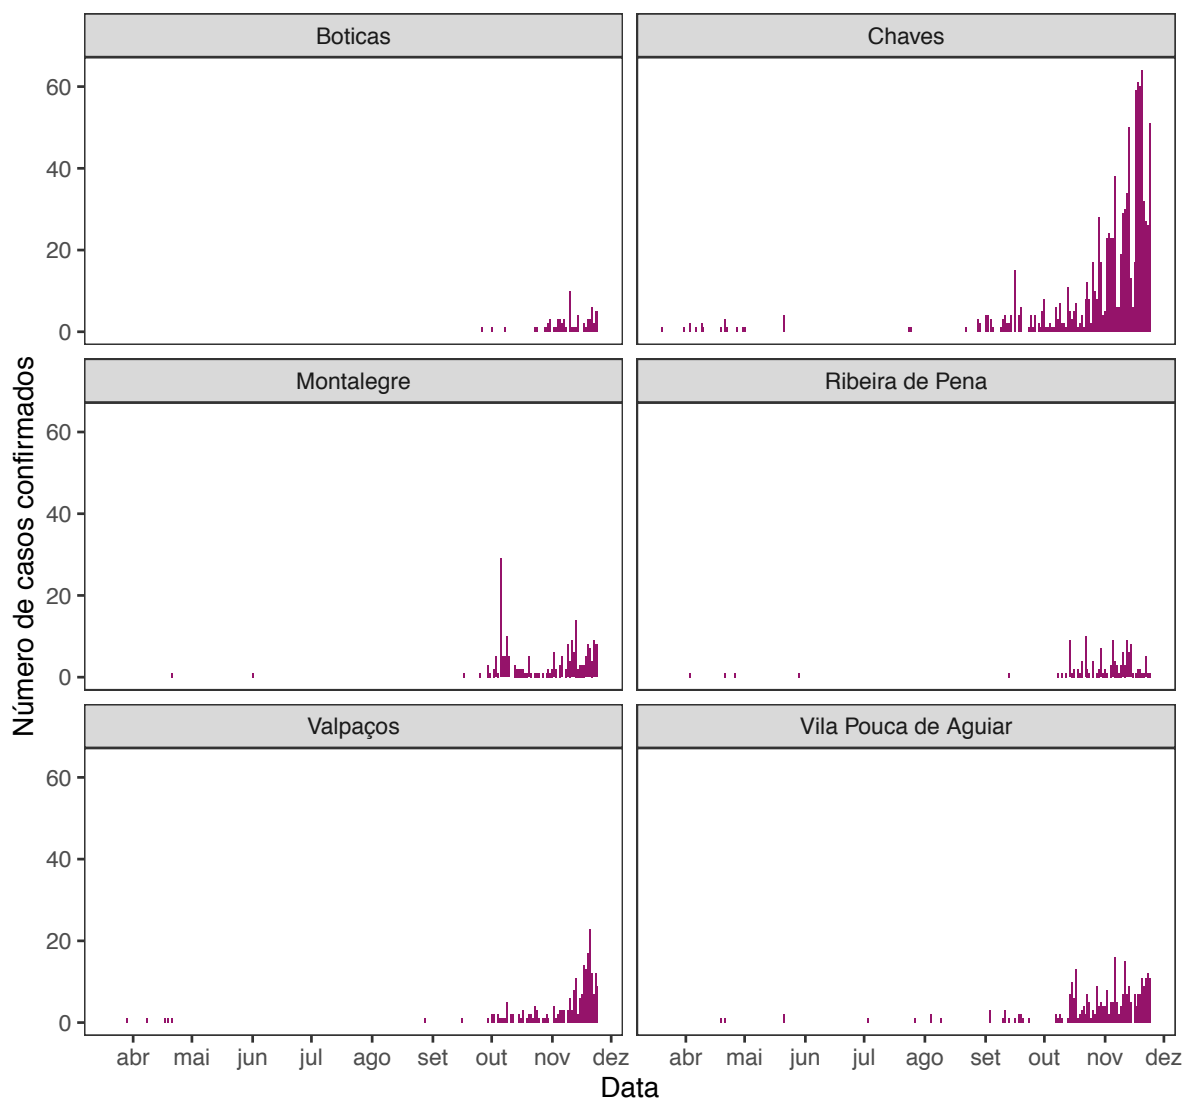 Boticas
Chaves
60
40
20
0
Montalegre
Ribeira de Pena
60
40
20
0
Número de casos confirmados
Valpaços
Vila Pouca de Aguiar
60
40
20
0
abr mai jun jul ago set out nov dez
abr mai jun jul ago set out nov dez
Data